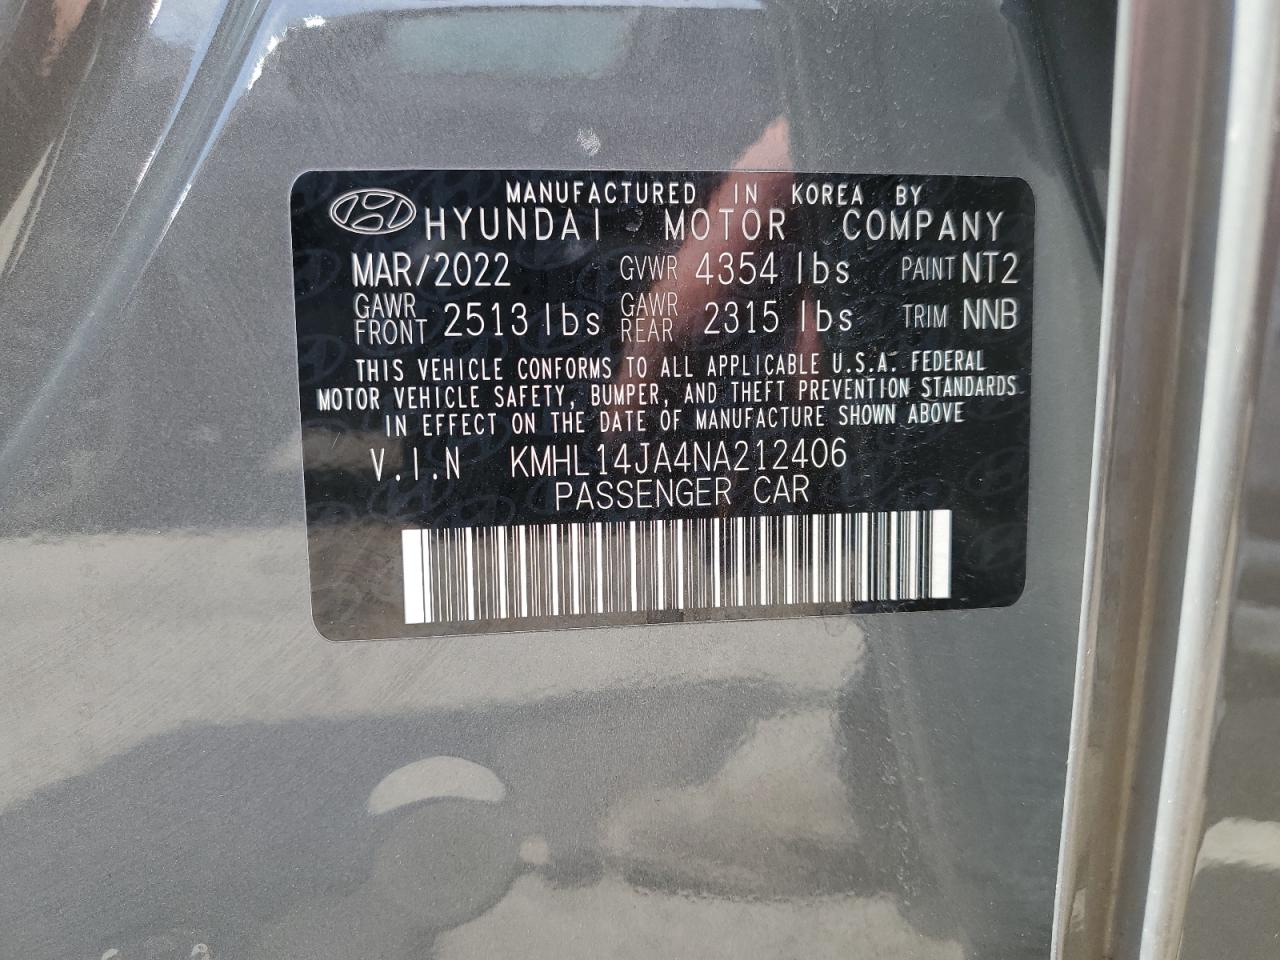 MANUFACTURED IN KOREA BY
HYUNDAI MOTOR COMPANY
MAR/2022 GVWR 4354 lbs PAINT NT2
GAWR FRONT 2513 lbs GAWR REAR 2315 lbs TRIM NNB
THIS VEHICLE CONFORMS TO ALL APPLICABLE U.S.A. FEDERAL
MOTOR VEHICLE SAFETY, BUMPER, AND THEFT PREVENTION STANDARDS
IN EFFECT ON THE DATE OF MANUFACTURE SHOWN ABOVE
V.I.N KMHL14JA4NA212406
PASSENGER CAR